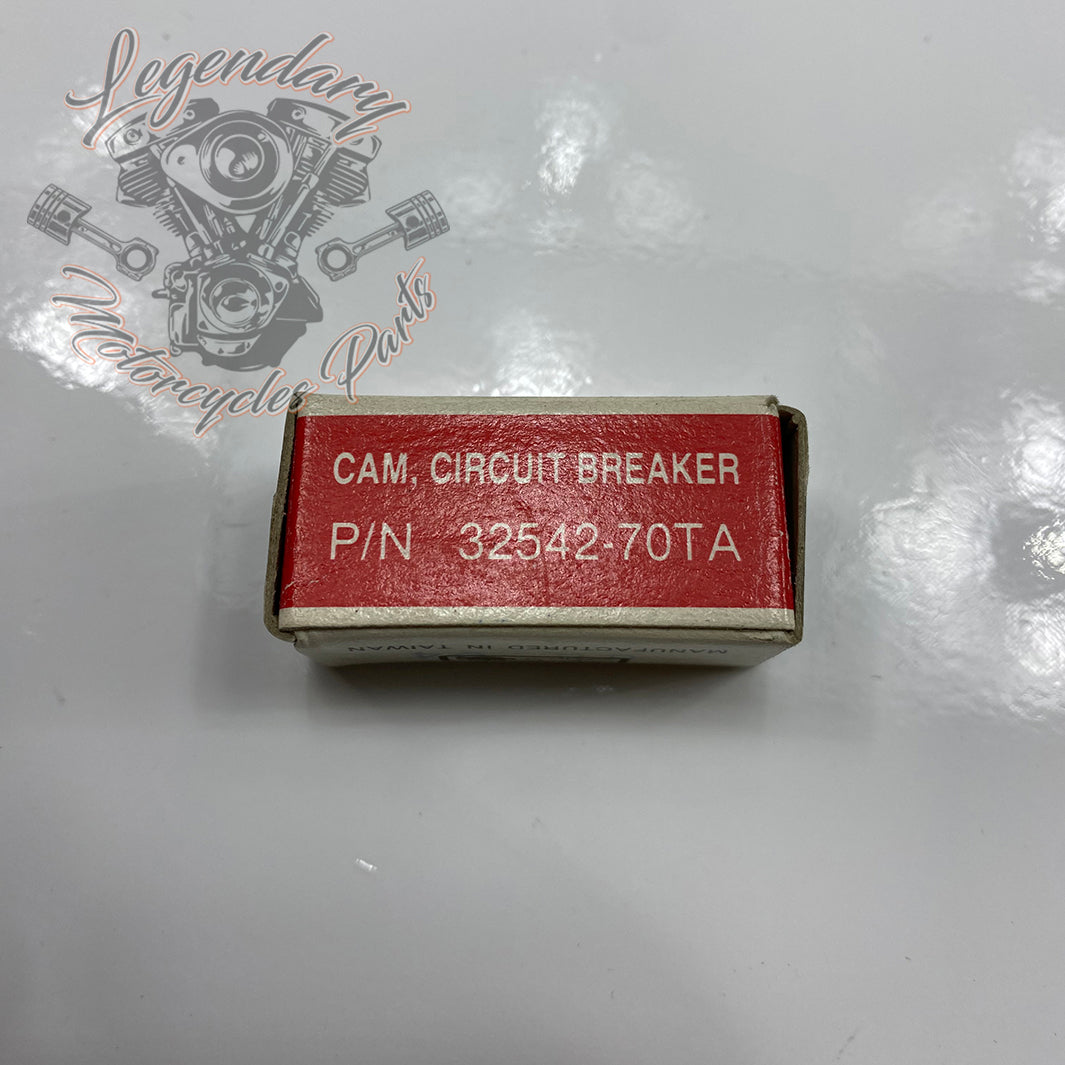 Legendary
Motorcycles Parts
CAM, CIRCUIT BREAKER
P/N 32542-70TA
MANUFACTURED IN TAIWAN